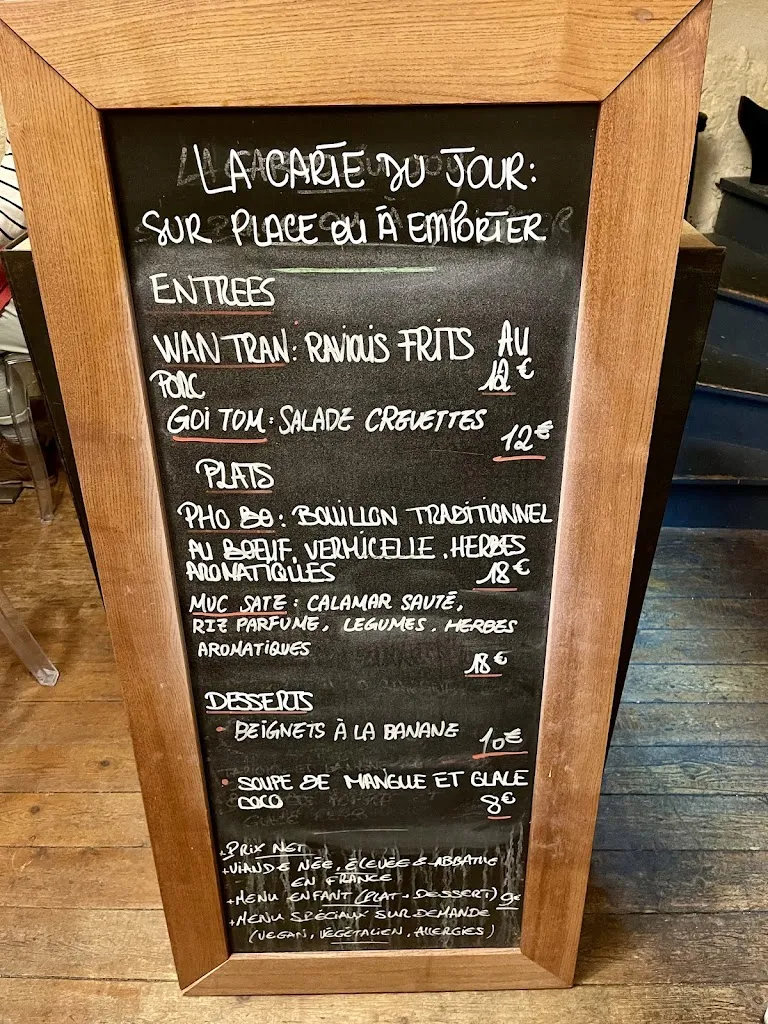 LA CARTE DU JOUR:
SUR PLACE OU À EMPORTER
ENTREES
WAN TRAN: RAVIOLIS FRITS AU
PORC 12€
GOI TOM: SALADE CREVETTES
12€
PLATS
PHO BO: BOUILLON TRADITIONNEL
AU BOEUF, VERMICELLE, HERBES
AROMATIQUES 18€
MUC SATE: CALAMAR SAUTÉ,
RIZ PARFUME, LEGUMES, HERBES
AROMATIQUES
18€
DESSERTS
• BEIGNETS À LA BANANE 10€
• SOUPE DE MANGUE ET GLACE
COCO 8€
+PRIX NET
+VIANDE NÉE, ÉLEVÉE & ABBATUE
EN FRANCE
+MENU ENFANT (PLAT + DESSERT) 9€
+MENU SPÉCIAUX SUR DEMANDE
(VEGAN, VÉGÉTALIEN, ALLERGIES)